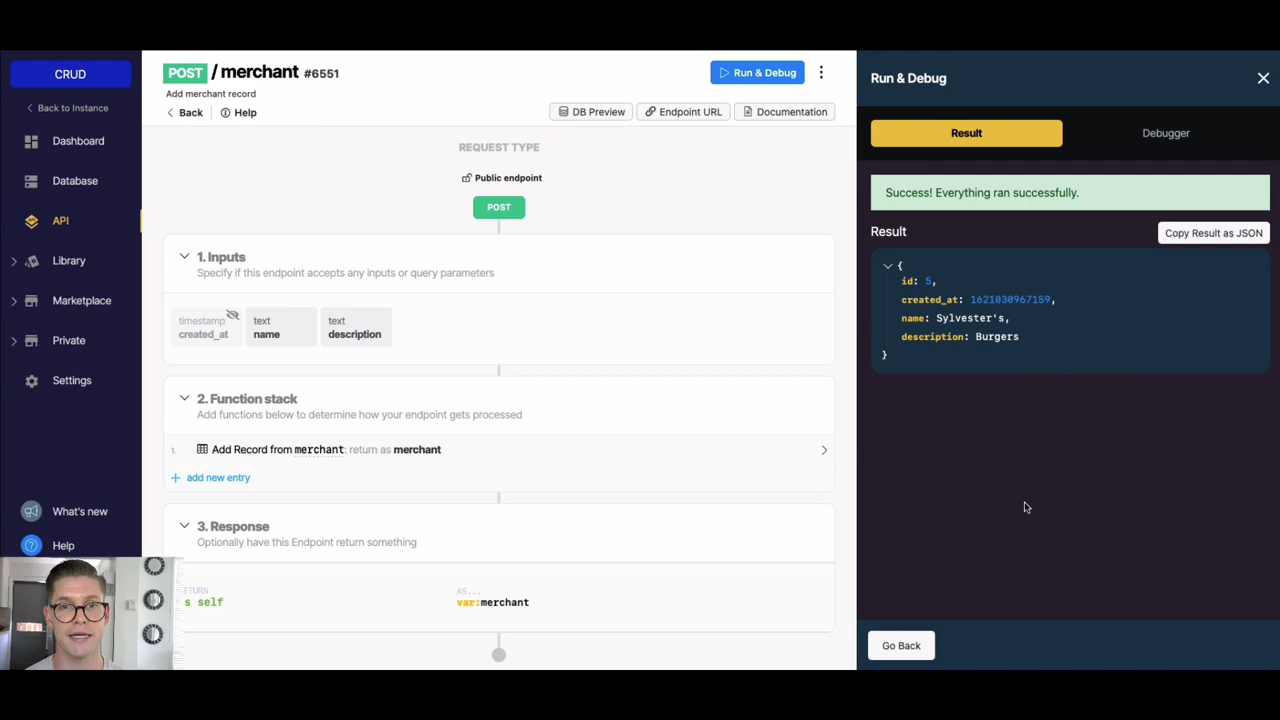 CRUD
Back to Instance
Dashboard
Database
API
Library
Marketplace
Private
Settings
What's new
Help
POST / merchant #6551
Add merchant record
Back
Help
Run & Debug
DB Preview
Endpoint URL
Documentation
REQUEST TYPE
Public endpoint
POST
1. Inputs
Specify if this endpoint accepts any inputs or query parameters
timestamp
created_at
text
name
text
description
2. Function stack
Add functions below to determine how your endpoint gets processed
1. Add Record from merchant: return as merchant
+ add new entry
3. Response
Optionally have this Endpoint return something
ETURN
s self
AS...
var:merchant
Run & Debug
Result
Debugger
Success! Everything ran successfully.
Result
Copy Result as JSON
{
id: 5,
created_at: 1621030967159,
name: Sylvester's,
description: Burgers
}
Go Back